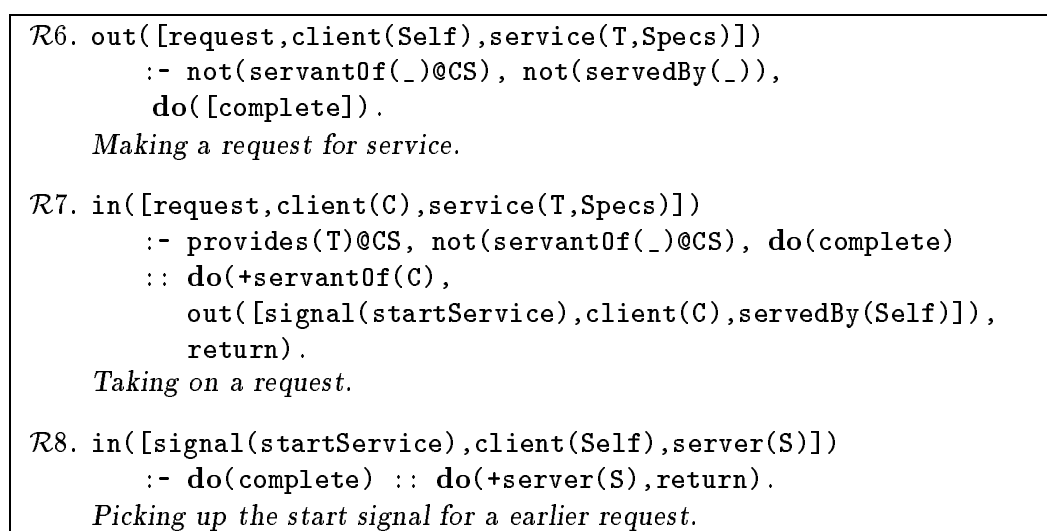 R6. out([request,client(Self),service(T,Specs)])
:- not(servantOf(_)@CS), not(servedBy(_)),
do([complete]).
Making a request for service.
R7. in([request,client(C),service(T,Specs)])
:- provides(T)@CS, not(servantOf(_)@CS), do(complete)
:: do(+servantOf(C),
out([signal(startService),client(C),servedBy(Self)]),
return).
Taking on a request.
R8. in([signal(startService),client(Self),server(S)])
:- do(complete) :: do(+server(S),return).
Picking up the start signal for a earlier request.